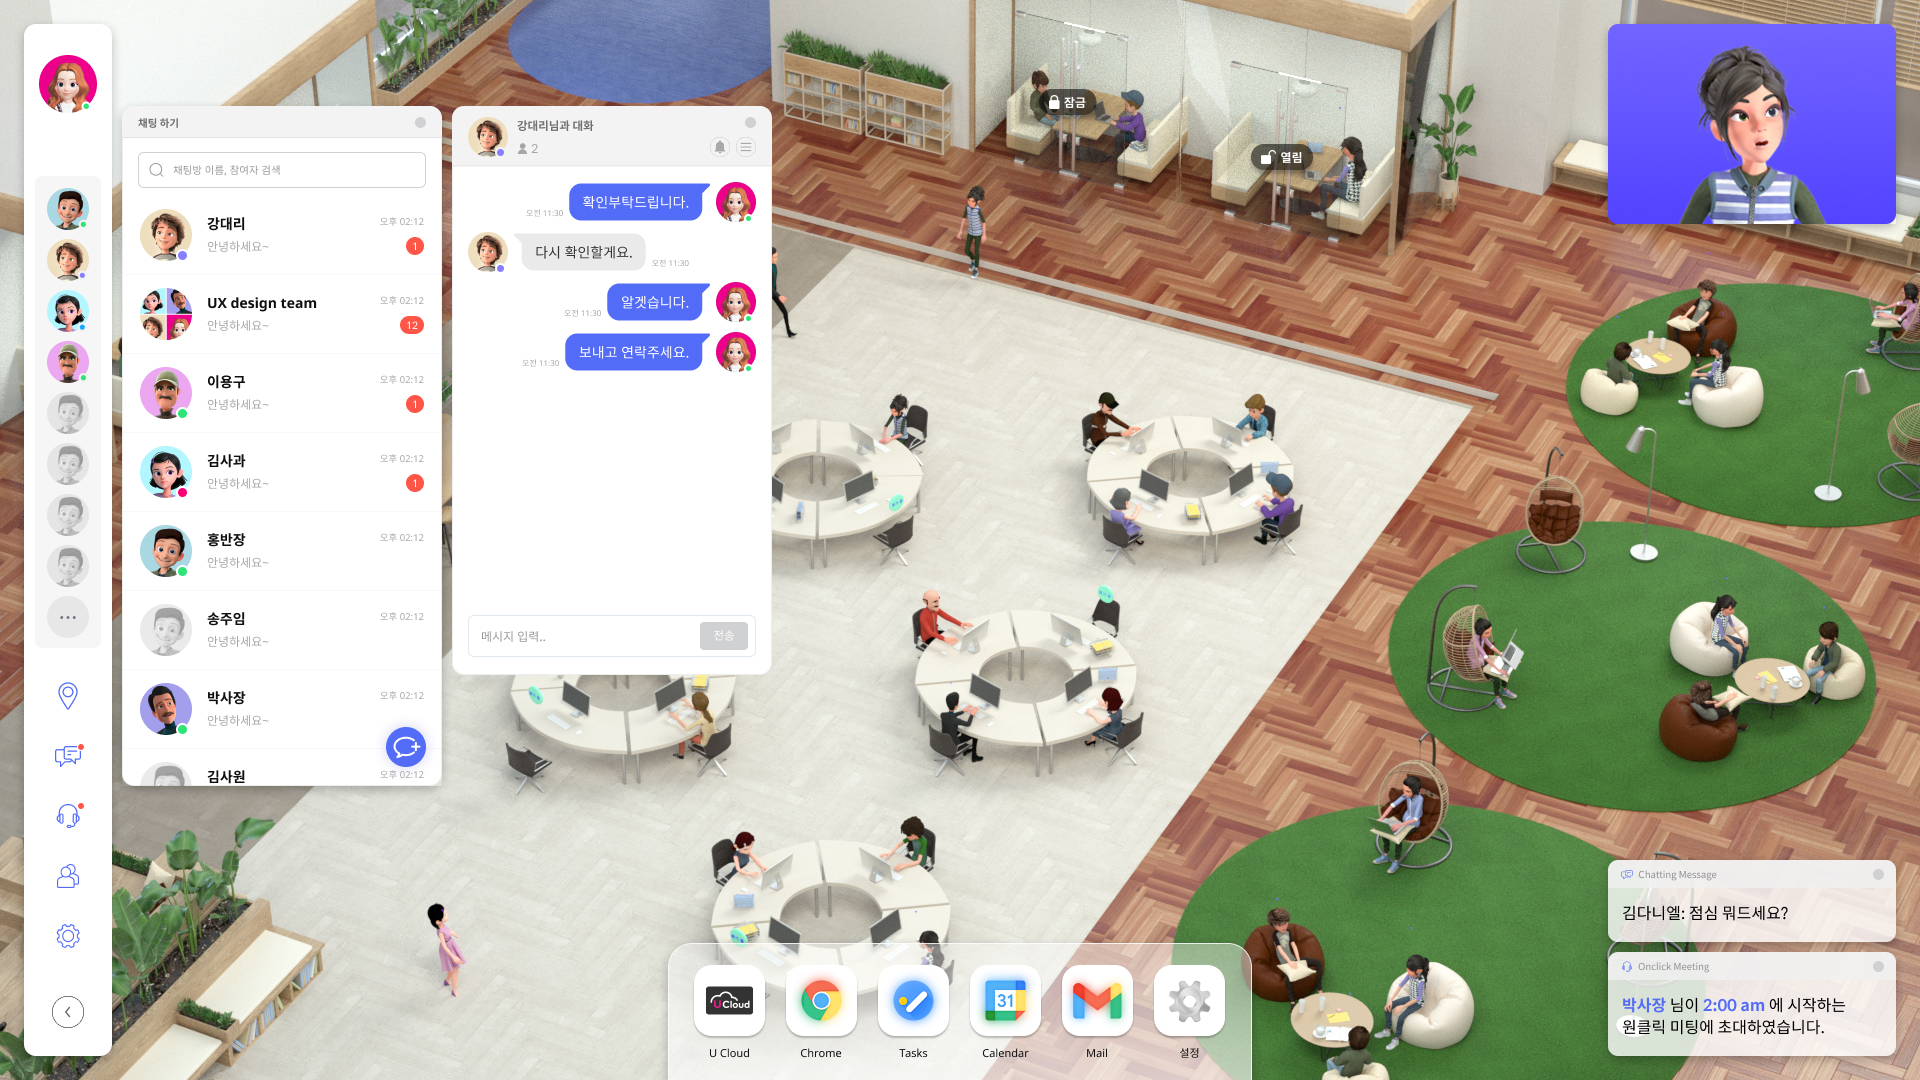 채팅 하기
채팅방 이름, 참여자 검색
강대리
오후 02:12
안녕하세요~
1
UX design team
오후 02:12
안녕하세요~
12
이용구
오후 02:12
안녕하세요~
1
김사과
오후 02:12
안녕하세요~
1
홍반장
오후 02:12
안녕하세요~
송주임
오후 02:12
안녕하세요~
박사장
오후 02:12
안녕하세요~
김사원
오후 02:12
강대리님과 대화
2
오전 11:30
확인부탁드립니다.
다시 확인할게요.
오전 11:30
오전 11:30
알겟습니다.
오전 11:30
보내고 연락주세요.
메시지 입력..
전송
잠금
열림
Chatting Message
김다니엘: 점심 뭐드세요?
Onclick Meeting
박사장 님이 2:00 am 에 시작하는
원클릭 미팅에 초대하였습니다.
UCloud
31
U Cloud
Chrome
Tasks
Calendar
Mail
설정